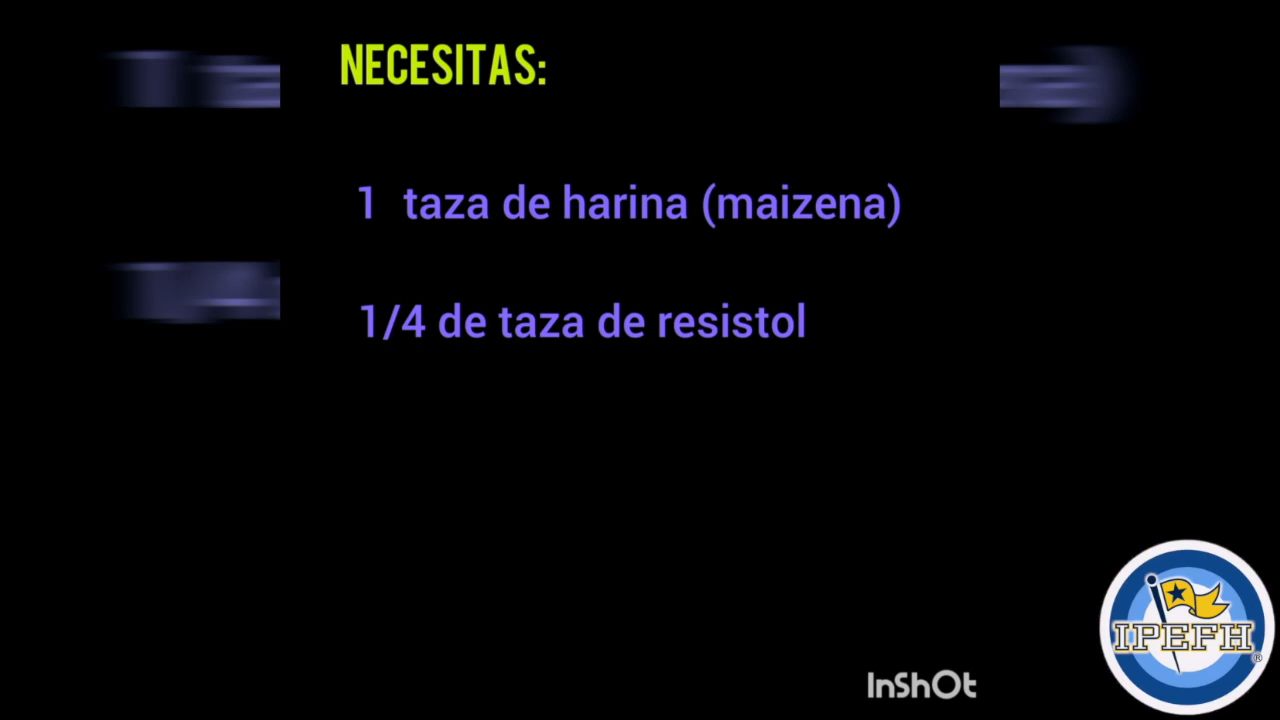 NECESITAS:
1 taza de harina (maizena)
1/4 de taza de resistol
IPEFH
®
InShOt